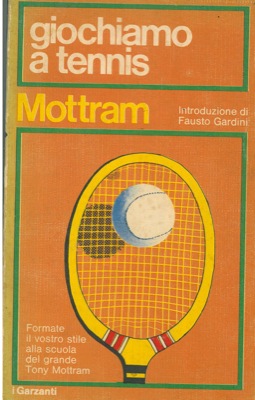 giochiamo
a tennis
Mottram
Introduzione di
Fausto Gardini
Formate
il vostro stile
alla scuola
del grande
Tony Mottram
i Garzanti